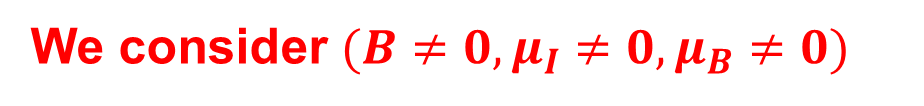 We consider (B ≠ 0, μ_I ≠ 0, μ_B ≠ 0)